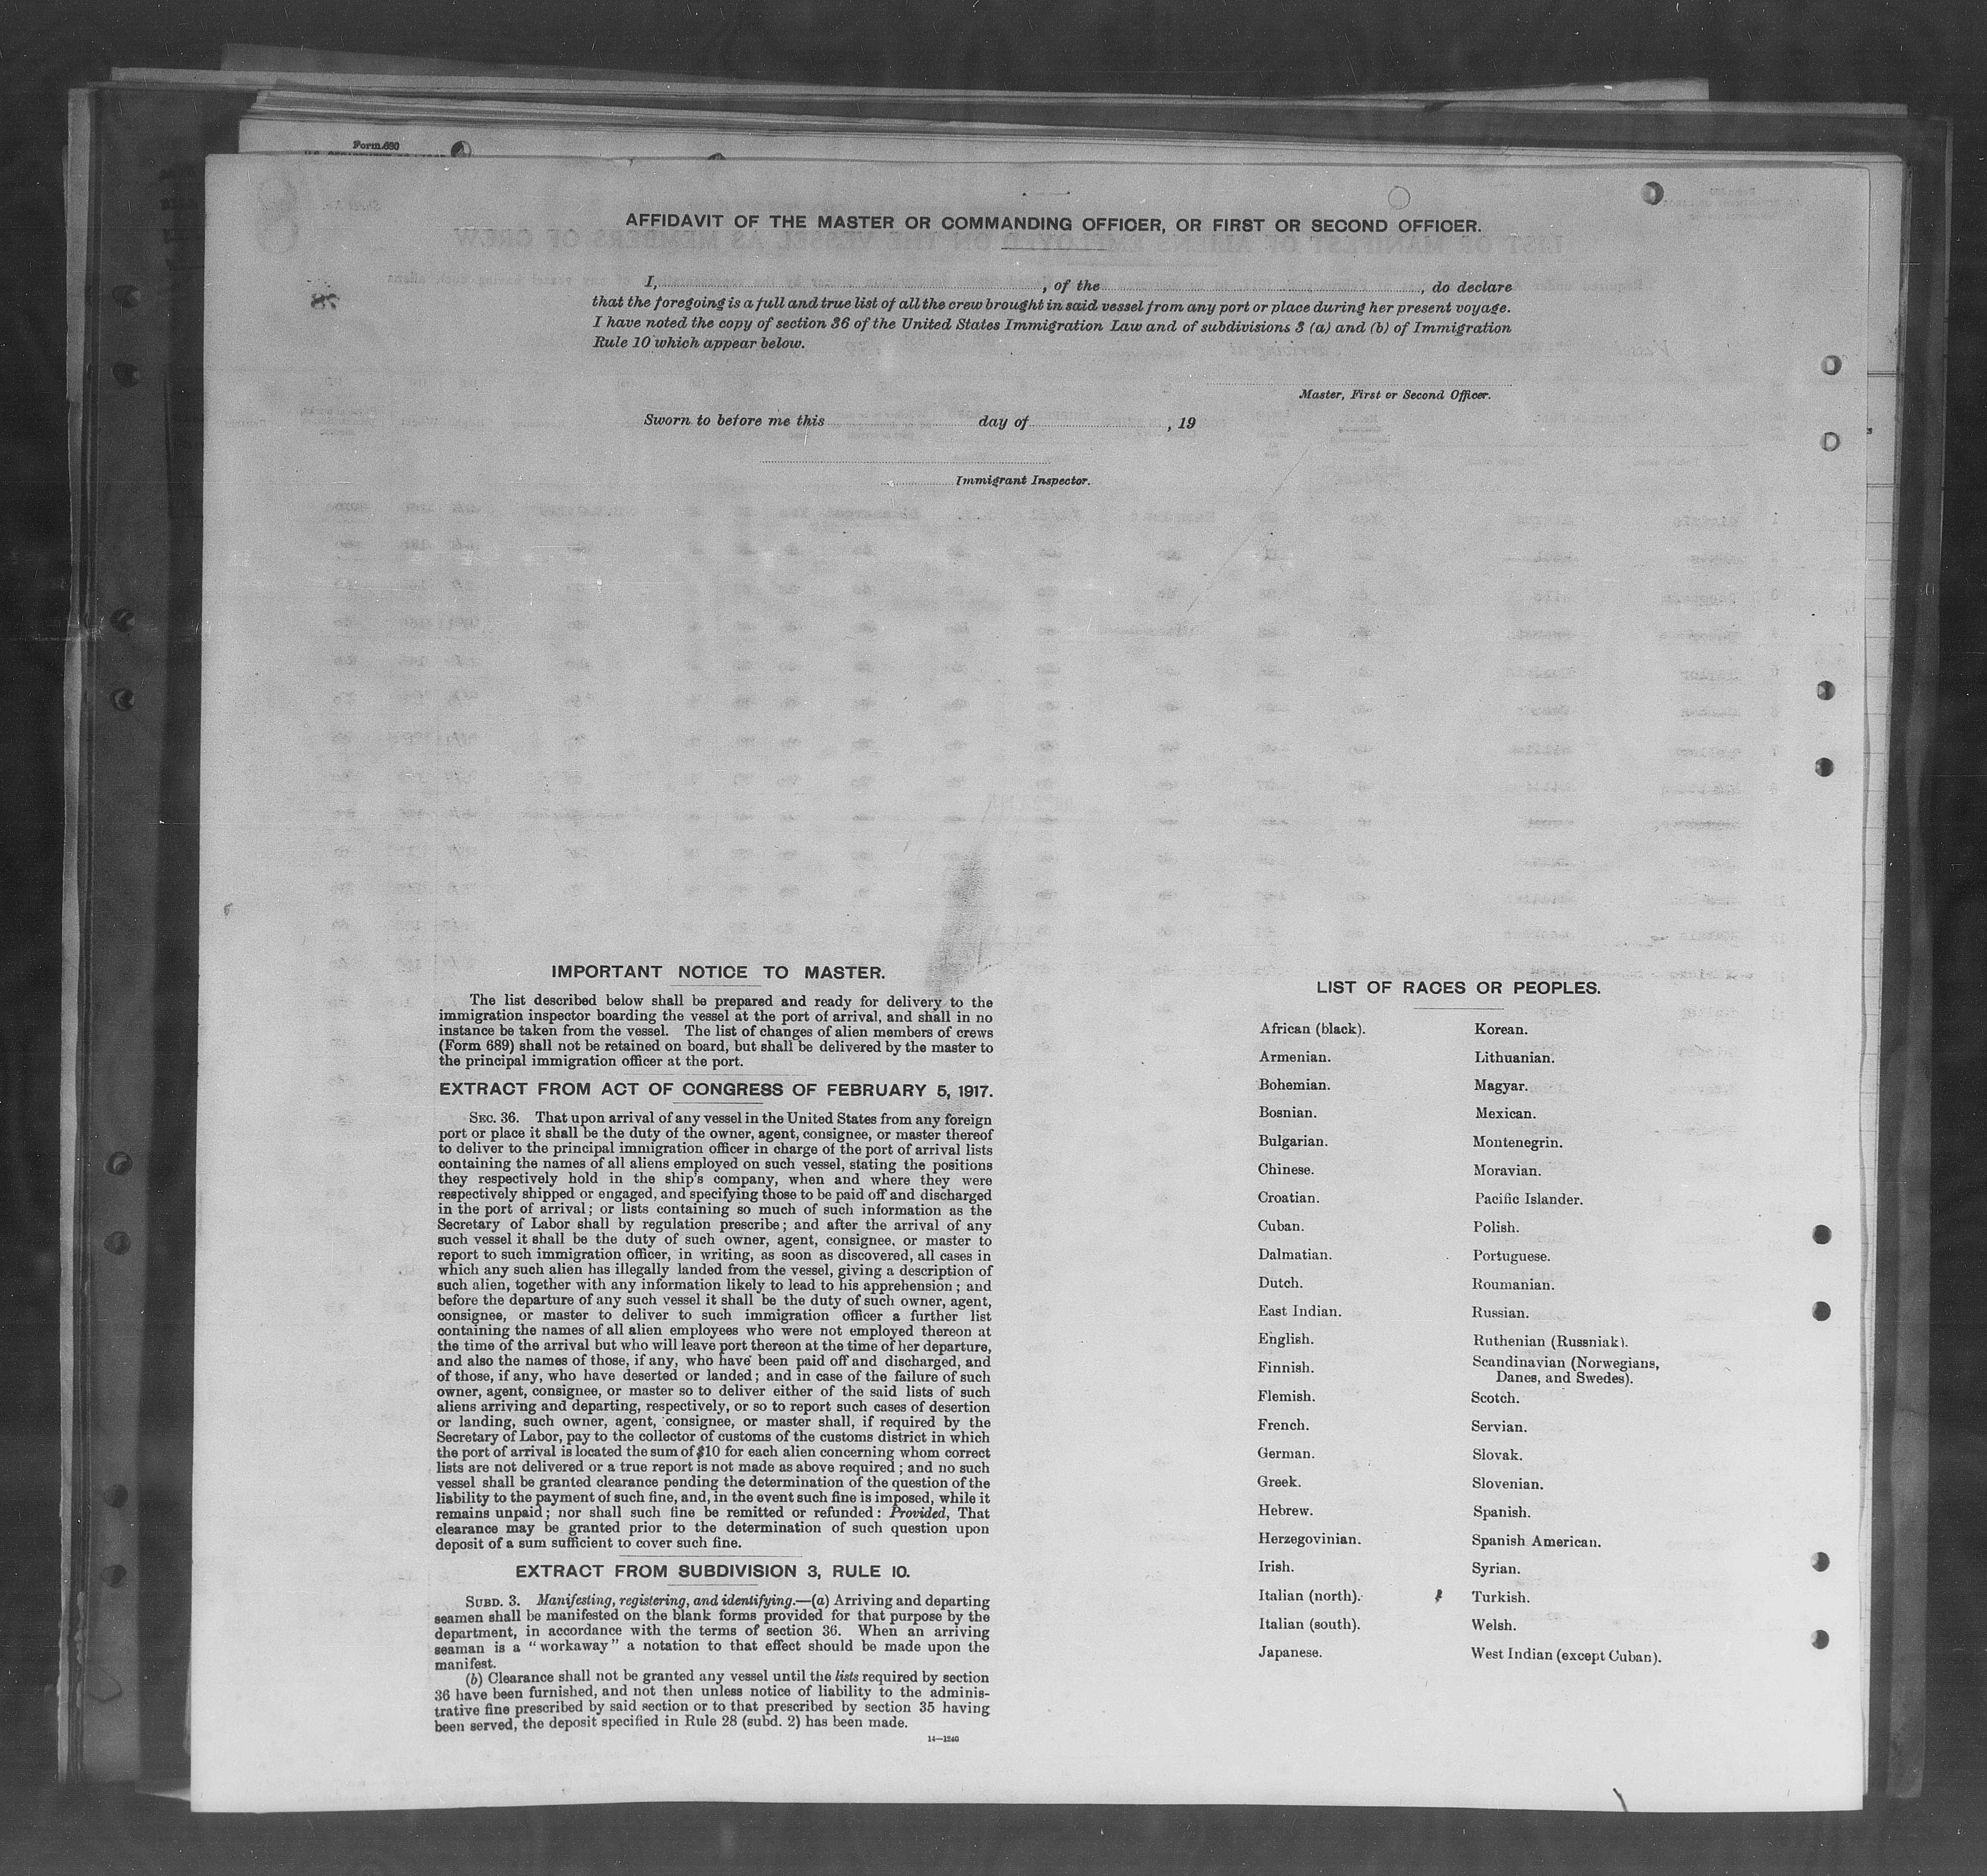 Form 680
AFFIDAVIT OF THE MASTER OR COMMANDING OFFICER, OR FIRST OR SECOND OFFICER.
I, , of the , do declare
that the foregoing is a full and true list of all the crew brought in said vessel from any port or place during her present voyage.
I have noted the copy of section 36 of the United States Immigration Law and of subdivisions 3 (a) and (b) of Immigration
Rule 10 which appear below.
Master, First or Second Officer.
Sworn to before me this day of , 19
Immigrant Inspector.
IMPORTANT NOTICE TO MASTER.
The list described below shall be prepared and ready for delivery to the
immigration inspector boarding the vessel at the port of arrival, and shall in no
instance be taken from the vessel. The list of changes of alien members of crews
(Form 689) shall not be retained on board, but shall be delivered by the master to
the principal immigration officer at the port.
EXTRACT FROM ACT OF CONGRESS OF FEBRUARY 5, 1917.
SEC. 36. That upon arrival of any vessel in the United States from any foreign
port or place it shall be the duty of the owner, agent, consignee, or master thereof
to deliver to the principal immigration officer in charge of the port of arrival lists
containing the names of all aliens employed on such vessel, stating the positions
they respectively hold in the ship's company, when and where they were
respectively shipped or engaged, and specifying those to be paid off and discharged
in the port of arrival; or lists containing so much of such information as the
Secretary of Labor shall by regulation prescribe; and after the arrival of any
such vessel it shall be the duty of such owner, agent, consignee, or master to
report to such immigration officer, in writing, as soon as discovered, all cases in
which any such alien has illegally landed from the vessel, giving a description of
such alien, together with any information likely to lead to his apprehension; and
before the departure of any such vessel it shall be the duty of such owner, agent,
consignee, or master to deliver to such immigration officer a further list
containing the names of all alien employees who were not employed thereon at
the time of the arrival but who will leave port thereon at the time of her departure,
and also the names of those, if any, who have been paid off and discharged, and
of those, if any, who have deserted or landed; and in case of the failure of such
owner, agent, consignee, or master so to deliver either of the said lists of such
aliens arriving and departing, respectively, or so to report such cases of desertion
or landing, such owner, agent, consignee, or master shall, if required by the
Secretary of Labor, pay to the collector of customs of the customs district in which
the port of arrival is located the sum of $10 for each alien concerning whom correct
lists are not delivered or a true report is not made as above required; and no such
vessel shall be granted clearance pending the determination of the question of the
liability to the payment of such fine, and, in the event such fine is imposed, while it
remains unpaid; nor shall such fine be remitted or refunded: Provided, That
clearance may be granted prior to the determination of such question upon
deposit of a sum sufficient to cover such fine.
EXTRACT FROM SUBDIVISION 3, RULE 10.
SUBD. 3. Manifesting, registering, and identifying.—(a) Arriving and departing
seamen shall be manifested on the blank forms provided for that purpose by the
department, in accordance with the terms of section 36. When an arriving
seaman is a "workaway" a notation to that effect should be made upon the
manifest.
(b) Clearance shall not be granted any vessel until the lists required by section
36 have been furnished, and not then unless notice of liability to the adminis-
trative fine prescribed by said section or to that prescribed by section 35 having
been served, the deposit specified in Rule 28 (subd. 2) has been made.
14—1240
LIST OF RACES OR PEOPLES.
African (black).
Armenian.
Bohemian.
Bosnian.
Bulgarian.
Chinese.
Croatian.
Cuban.
Dalmatian.
Dutch.
East Indian.
English.
Finnish.
Flemish.
French.
German.
Greek.
Hebrew.
Herzegovinian.
Irish.
Italian (north).
Italian (south).
Japanese.
Korean.
Lithuanian.
Magyar.
Mexican.
Montenegrin.
Moravian.
Pacific Islander.
Polish.
Portuguese.
Roumanian.
Russian.
Ruthenian (Russniak).
Scandinavian (Norwegians,
Danes, and Swedes).
Scotch.
Servian.
Slovak.
Slovenian.
Spanish.
Spanish American.
Syrian.
Turkish.
Welsh.
West Indian (except Cuban).